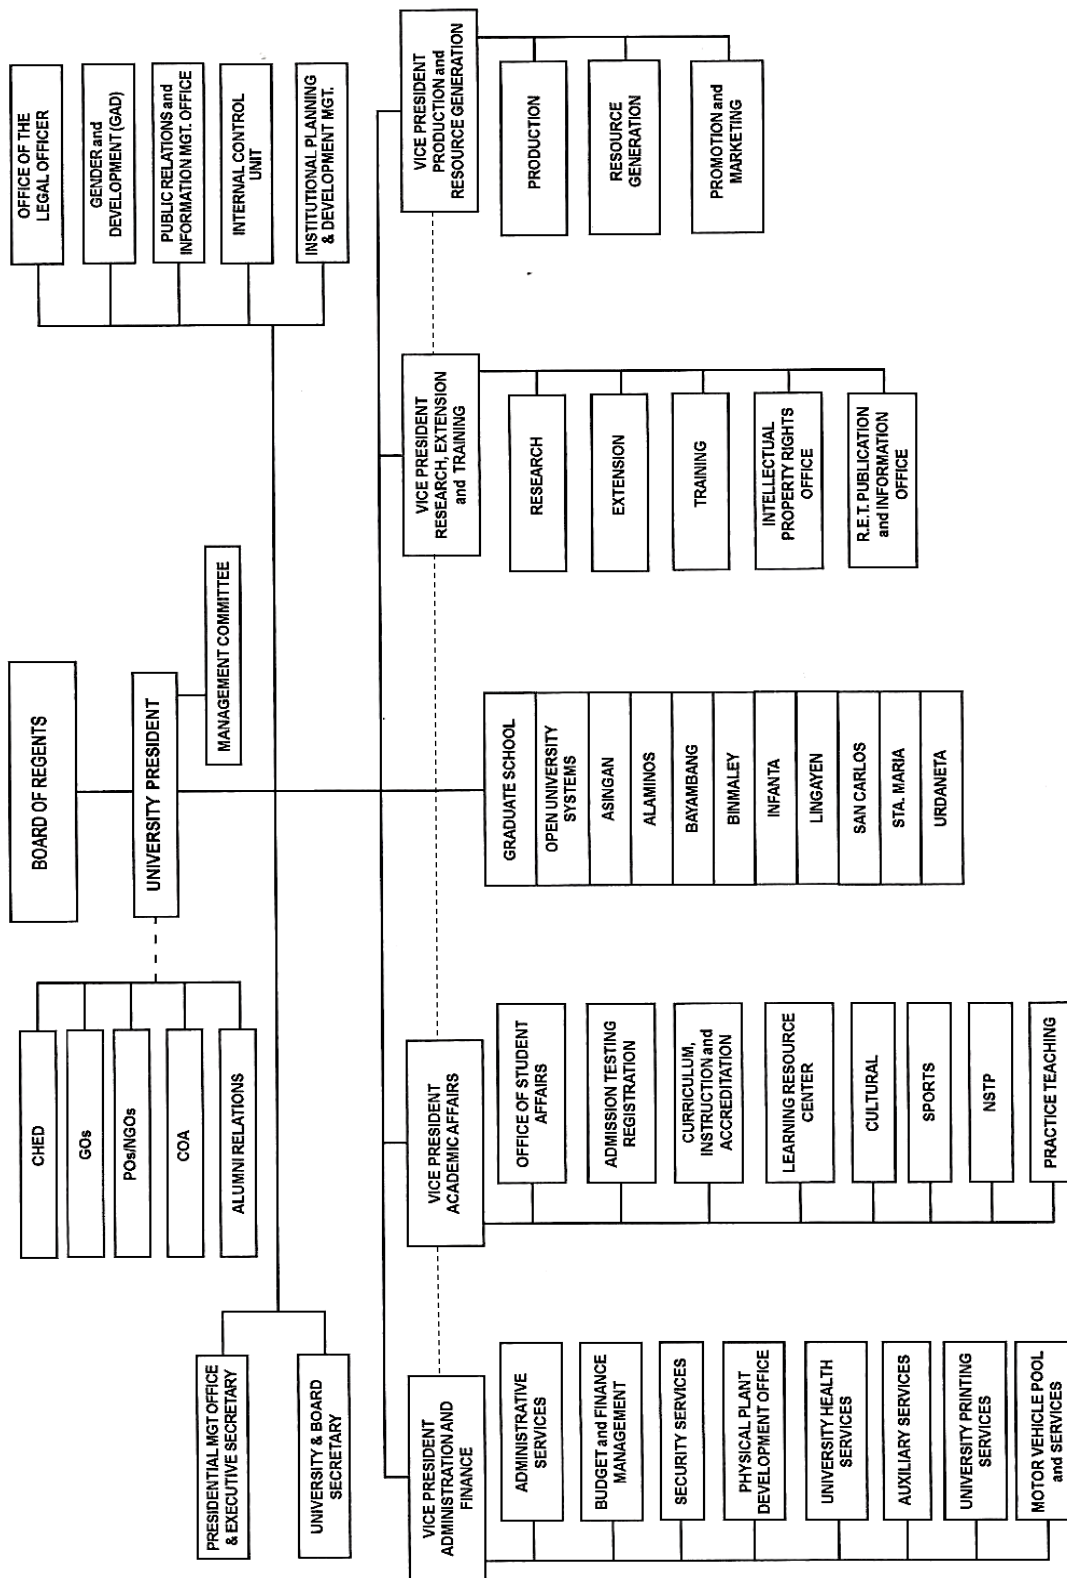 BOARD OF REGENTS
UNIVERSITY PRESIDENT
MANAGEMENT COMMITTEE
CHED
GOs
POs/NGOs
COA
ALUMNI RELATIONS
OFFICE OF THE
LEGAL OFFICER
GENDER and
DEVELOPMENT (GAD)
PUBLIC RELATIONS and
INFORMATION MGT. OFFICE
INTERNAL CONTROL
UNIT
INSTITUTIONAL PLANNING
& DEVELOPMENT MGT.
PRESIDENTIAL MGT OFFICE
& EXECUTIVE SECRETARY
UNIVERSITY & BOARD
SECRETARY
VICE PRESIDENT
ADMINISTRATION AND
FINANCE
ADMINISTRATIVE
SERVICES
BUDGET and FINANCE
MANAGEMENT
SECURITY SERVICES
PHYSICAL PLANT
DEVELOPMENT OFFICE
UNIVERSITY HEALTH
SERVICES
AUXILIARY SERVICES
UNIVERSITY PRINTING
SERVICES
MOTOR VEHICLE POOL
and SERVICES
VICE PRESIDENT
ACADEMIC AFFAIRS
OFFICE OF STUDENT
AFFAIRS
ADMISSION TESTING
REGISTRATION
CURRICULUM,
INSTRUCTION and
ACCREDITATION
LEARNING RESOURCE
CENTER
CULTURAL
SPORTS
NSTP
PRACTICE TEACHING
GRADUATE SCHOOL
OPEN UNIVERSITY
SYSTEMS
ASINGAN
ALAMINOS
BAYAMBANG
BINMALEY
INFANTA
LINGAYEN
SAN CARLOS
STA. MARIA
URDANETA
VICE PRESIDENT
RESEARCH, EXTENSION
and TRAINING
RESEARCH
EXTENSION
TRAINING
INTELLECTUAL
PROPERTY RIGHTS
OFFICE
R.E.T. PUBLICATION
and INFORMATION
OFFICE
VICE PRESIDENT
PRODUCTION and
RESOURCE GENERATION
PRODUCTION
RESOURCE
GENERATION
PROMOTION and
MARKETING